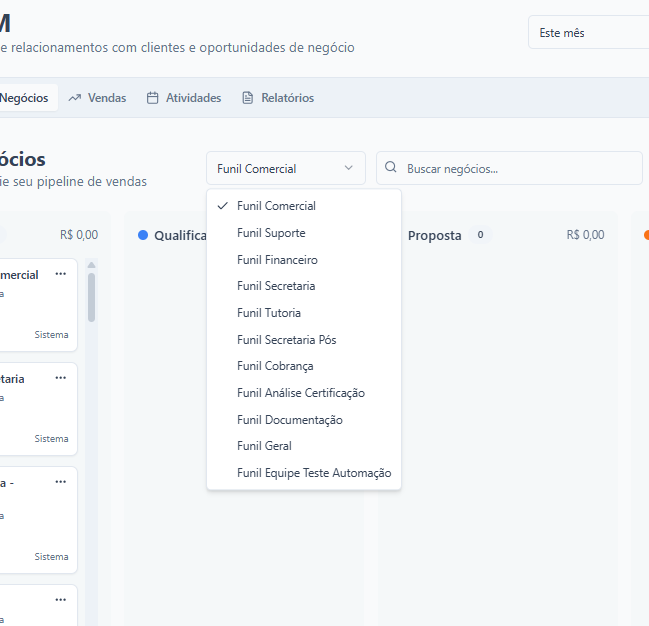 M
e relacionamentos com clientes e oportunidades de negócio
Este mês
Negócios
Vendas
Atividades
Relatórios
ócios
ie seu pipeline de vendas
Funil Comercial
Buscar negócios...
R$ 0,00
Qualifica
Proposta 0
R$ 0,00
Funil Comercial
Funil Suporte
Funil Financeiro
Funil Secretaria
Funil Tutoria
Funil Secretaria Pós
Funil Cobrança
Funil Análise Certificação
Funil Documentação
Funil Geral
Funil Equipe Teste Automação
mercial ...
a
Sistema
taria ...
a
Sistema
a - ...
a
Sistema
...
a